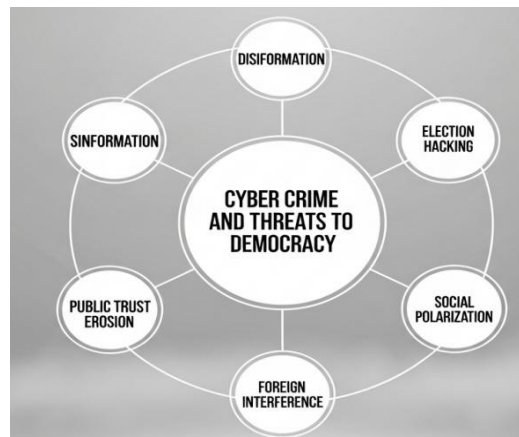 DISIFORMATION
SINFORMATION
ELECTION
HACKING
CYBER CRIME
AND THREATS TO
DEMOCRACY
PUBLIC TRUST
EROSION
SOCIAL
POLARIZATION
FOREIGN
INTERFERENCE